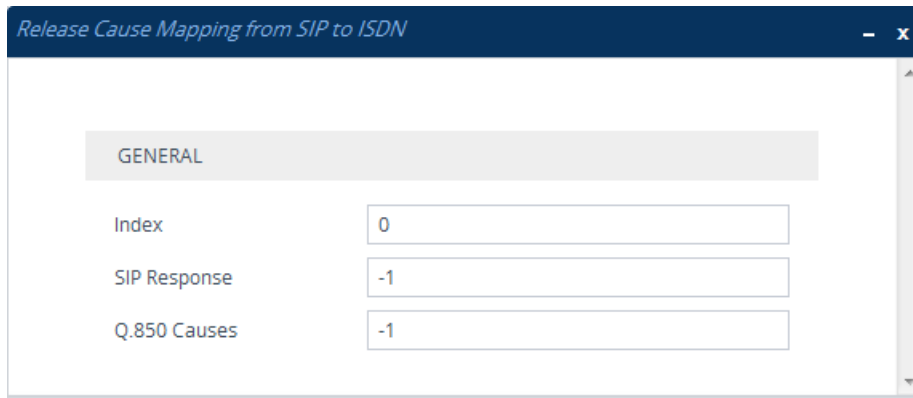 Release Cause Mapping from SIP to ISDN – x
GENERAL
Index 0
SIP Response -1
Q.850 Causes -1